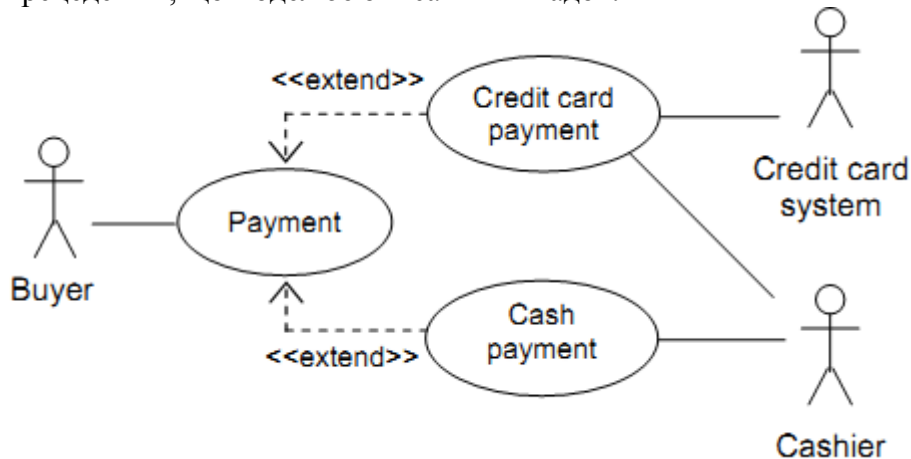 <<extend>>
Credit card
payment
Credit card
system
Payment
Buyer
Cash
payment
<<extend>>
Cashier